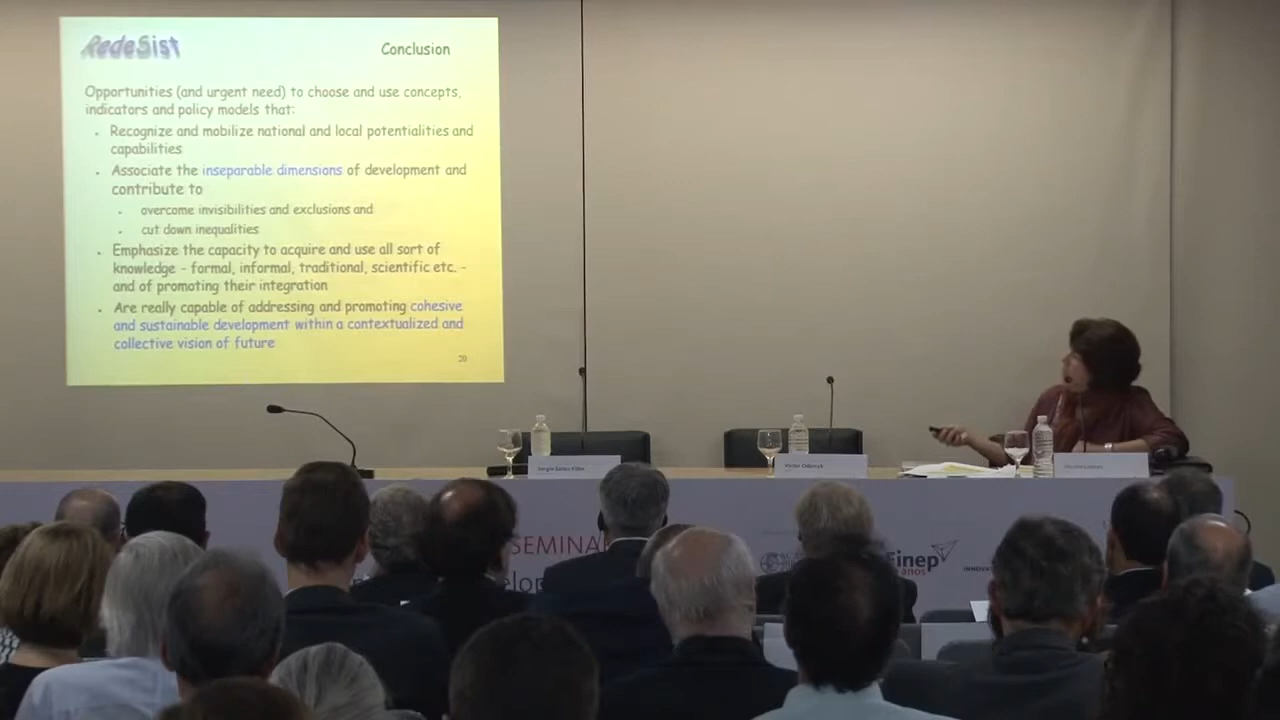 RedeSist
Conclusion
Opportunities (and urgent need) to choose and use concepts,
indicators and policy models that:
Recognize and mobilize national and local potentialities and
capabilities
Associate the inseparable dimensions of development and
contribute to
overcome invisibilities and exclusions and
cut down inequalities
Emphasize the capacity to acquire and use all sort of
knowledge - formal, informal, traditional, scientific etc. -
and of promoting their integration
Are really capable of addressing and promoting cohesive
and sustainable development within a contextualized and
collective vision of future
20
SEMINA
Finep
anos
INNOVAT